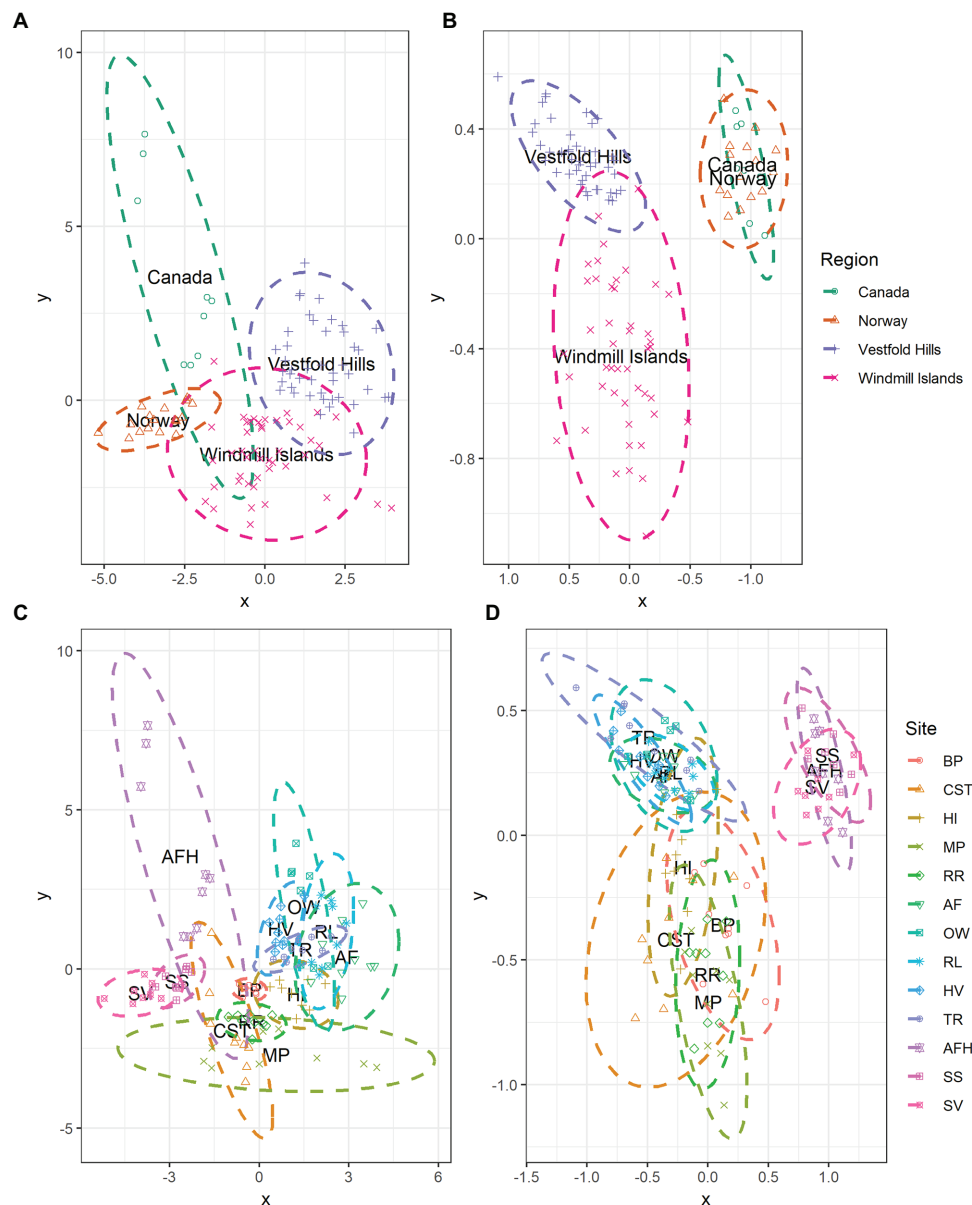 A
B
10
5
0
-5.0 -2.5 0.0 2.5
x
y
Canada
Vestfold Hills
Norway
Windmill Islands
0.4
0.0
-0.4
-0.8
1.0 0.5 0.0 -0.5 -1.0
x
y
Vestfold Hills
Canada
Norway
Windmill Islands
Region
Canada
Norway
Vestfold Hills
Windmill Islands
C
D
10
5
0
-5
-3 0 3 6
x
y
AFH
OW
HV
RL
TR
AF
SS
SV
BP
HI
RR
CST
MP
0.5
0.0
-0.5
-1.0
-1.5 -1.0 -0.5 0.0 0.5 1.0
x
y
TR
OW
HV
AF
RL
SS
AFH
SV
HI
BP
CST
RR
MP
Site
BP
CST
HI
MP
RR
AF
OW
RL
HV
TR
AFH
SS
SV